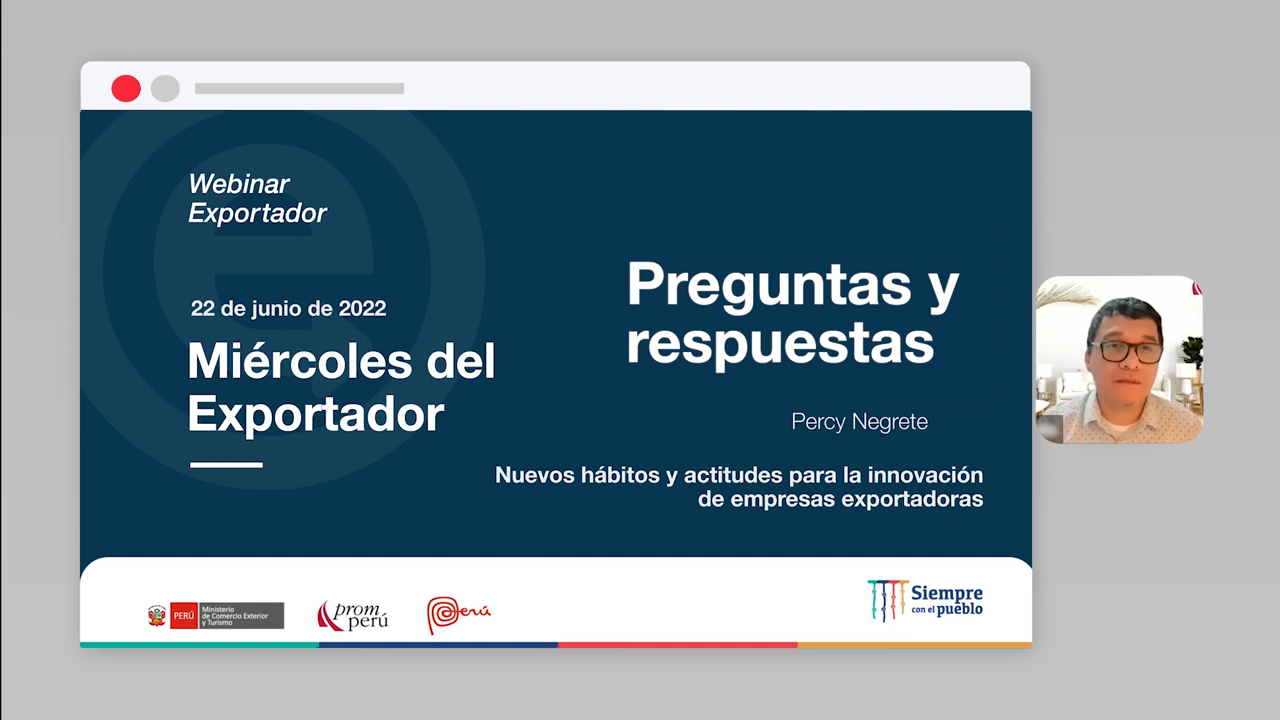 Webinar
Exportador
22 de junio de 2022
Miércoles del
Exportador
Preguntas y
respuestas
Percy Negrete
Nuevos hábitos y actitudes para la innovación
de empresas exportadoras
PERÚ
Ministerio
de Comercio Exterior
y Turismo
prom
perú
Perú
Siempre
con el pueblo